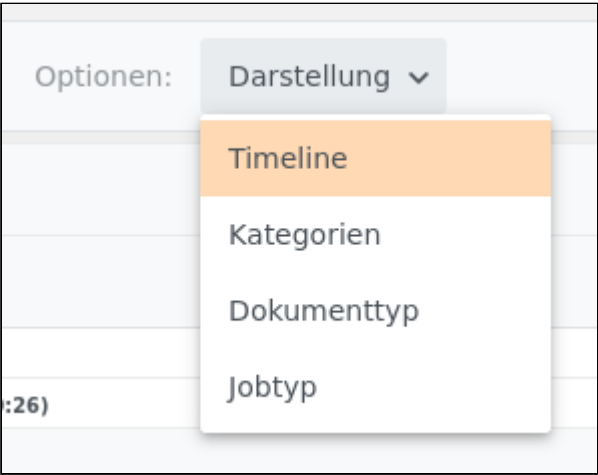 Optionen: Darstellung
Timeline
Kategorien
Dokumenttyp
Jobtyp
:26)